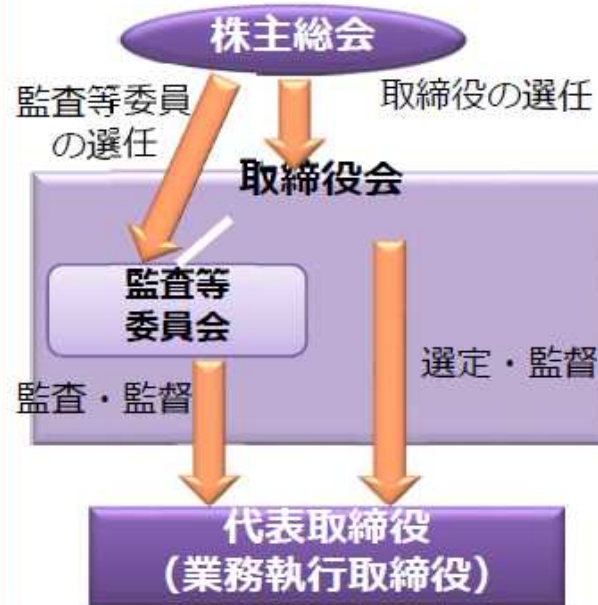 株主総会
監査等委員
の選任
取締役の選任
取締役会
監査等
委員会
監査・監督
選定・監督
代表取締役
（業務執行取締役）